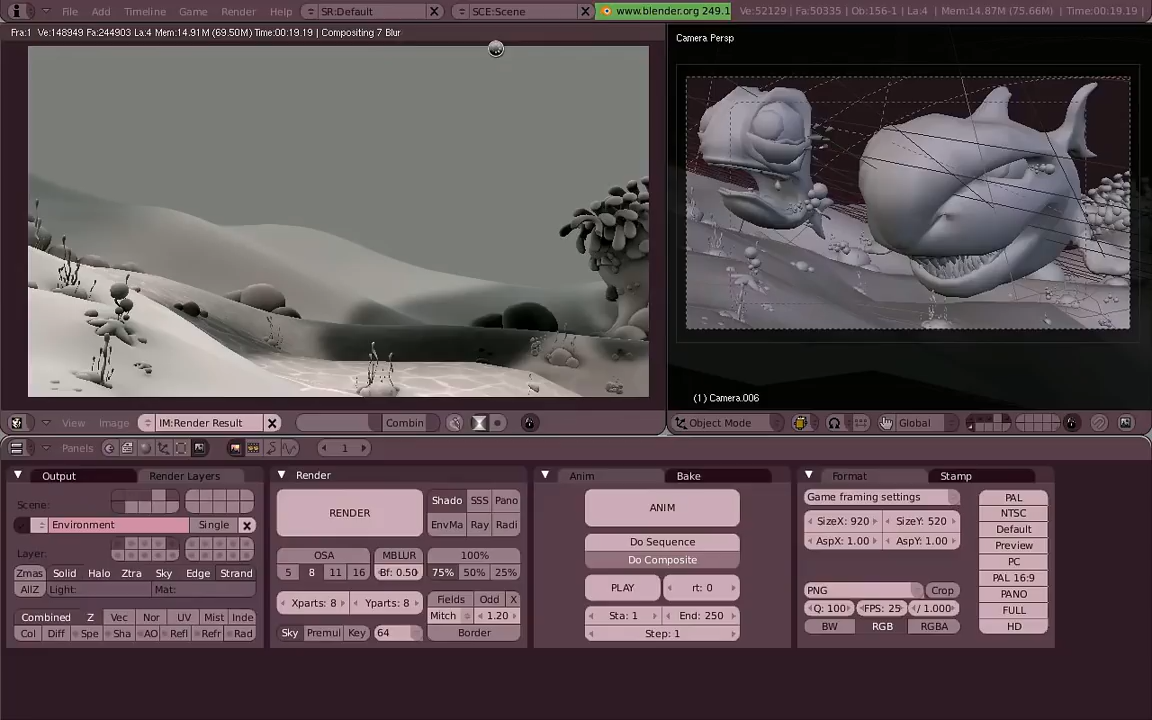 File Add Timeline Game Render Help SR:Default SCE:Scene www.blender.org 249.1 Ve:52129 | Fa:50335 | Ob:156-1 | La:4 | Mem:14.87M (75.66M) | Time:00:19.19 |
Fra:1 Ve:148949 Fa:244903 La:4 Mem:14.91M (69.50M) Time:00:19.19 | Compositing 7 Blur
Camera Persp
(1) Camera.006
View Image IM:Render Result Combin
Object Mode Global
Panels 1
Output Render Layers
Scene:
Environment Single
Layer:
Zmas Solid Halo Ztra Sky Edge Strand
AllZ Light: Mat:
Combined Z Vec Nor UV Mist Inde
Col Diff Spe Sha AO Refl Refr Rad
Render
RENDER
Shado SSS Pano
EnvMa Ray Radi
OSA MBLUR 100%
5 8 11 16 Bf: 0.50 75% 50% 25%
Xparts: 8 Yparts: 8 Fields Odd X
Mitch 1.20
Sky Premul Key 64 Border
Anim Bake
ANIM
Do Sequence
Do Composite
PLAY rt: 0
Sta: 1 End: 250
Step: 1
Format Stamp
Game framing settings
SizeX: 920 SizeY: 520
AspX: 1.00 AspY: 1.00
PNG Crop
Q: 100 FPS: 25 / 1.000
BW RGB RGBA
PAL
NTSC
Default
Preview
PC
PAL 16:9
PANO
FULL
HD